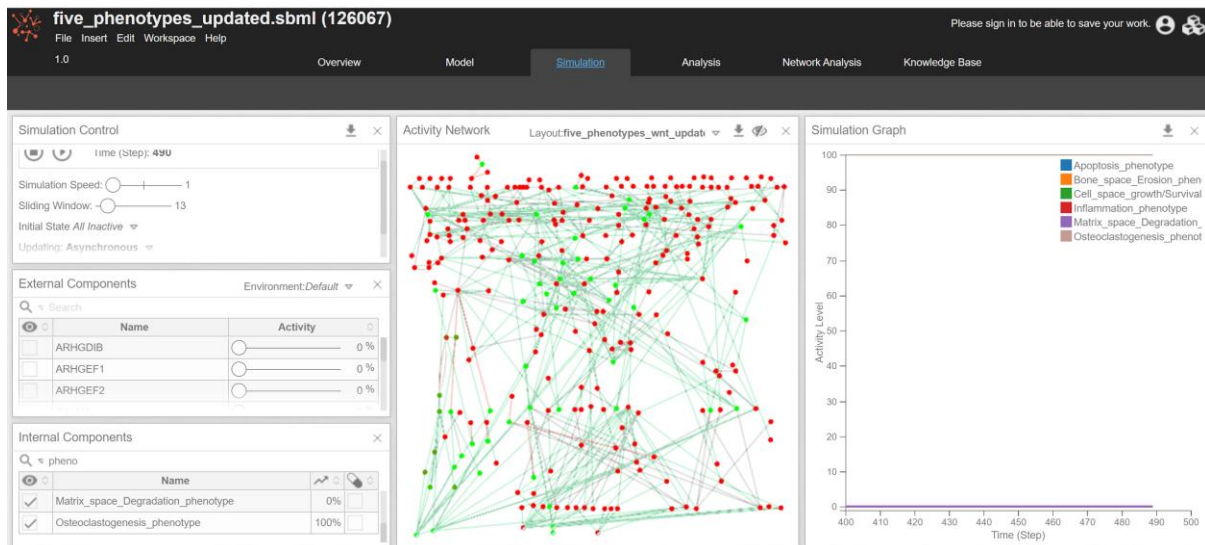 five_phenotypes_updated.sbml (126067)
Please sign in to be able to save your work.
File Insert Edit Workspace Help
1.0 Overview Model Simulation Analysis Network Analysis Knowledge Base
Simulation Control
Time (Step): 490
Simulation Speed: 1
Sliding Window: 13
Initial State All Inactive
Updating: Asynchronous
External Components Environment:Default
Search
Name Activity
ARHGDIB 0 %
ARHGEF1 0 %
ARHGEF2 0 %
Internal Components
pheno
Name
Matrix_space_Degradation_phenotype 0%
Osteoclastogenesis_phenotype 100%
Activity Network Layout:five_phenotypes_wnt_updat
Simulation Graph
Apoptosis_phenotype
Bone_space_Erosion_phen
Cell_space_growth/Survival
Inflammation_phenotype
Matrix_space_Degradation_
Osteoclastogenesis_phenot
Activity Level
100
90
80
70
60
50
40
30
20
10
0
400 410 420 430 440 450 460 470 480 490 500
Time (Step)